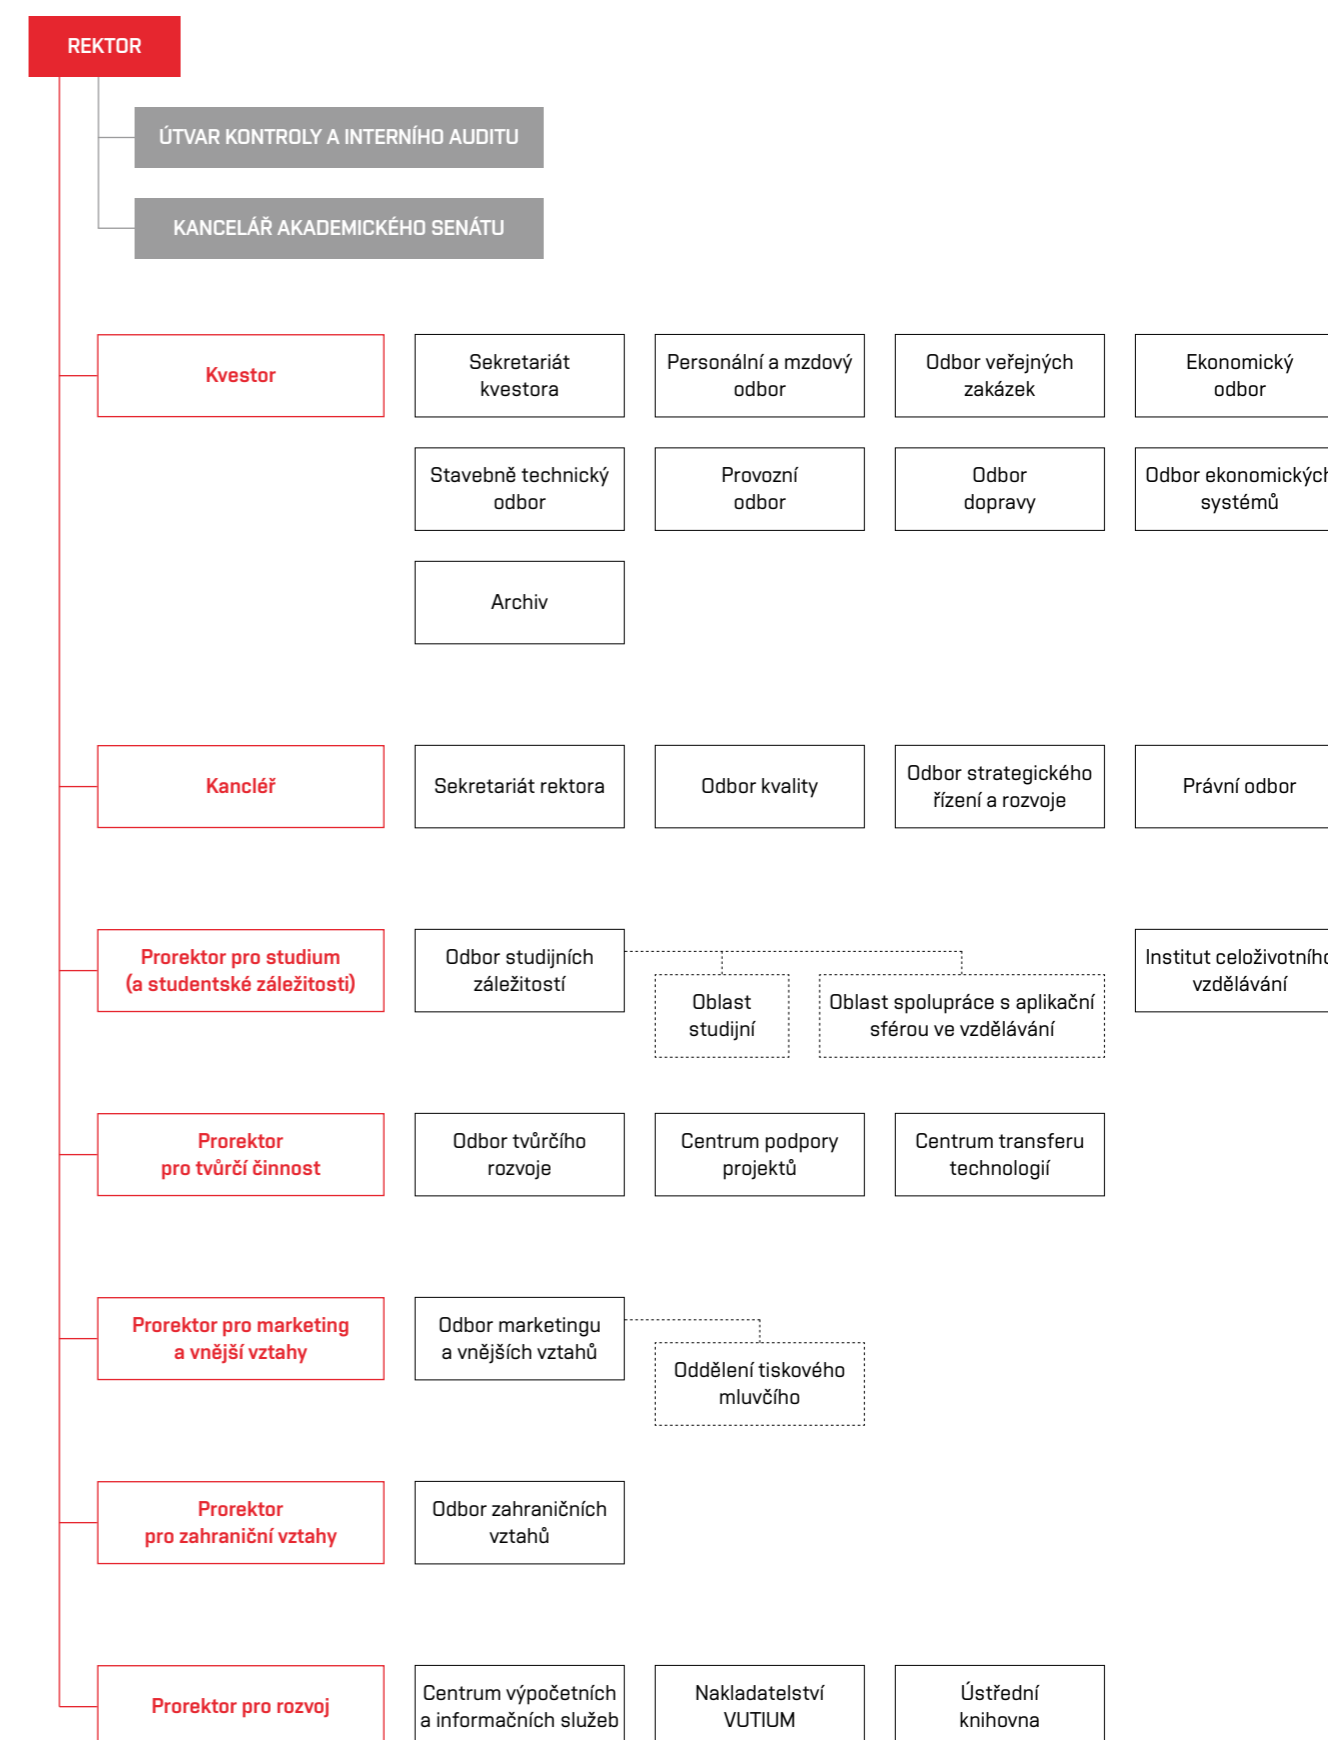 REKTOR
ÚTVAR KONTROLY A INTERNÍHO AUDITU
KANCELÁŘ AKADEMICKÉHO SENÁTU
Kvestor
Sekretariát
kvestora
Personální a mzdový
odbor
Odbor veřejných
zakázek
Ekonomický
odbor
Stavebně technický
odbor
Provozní
odbor
Odbor
dopravy
Odbor ekonomických
systémů
Archiv
Kancléř
Sekretariát rektora
Odbor kvality
Odbor strategického
řízení a rozvoje
Právní odbor
Prorektor pro studium
(a studentské záležitosti)
Odbor studijních
záležitostí
Oblast
studijní
Oblast spolupráce s aplikační
sférou ve vzdělávání
Institut celoživotního
vzdělávání
Prorektor
pro tvůrčí činnost
Odbor tvůrčího
rozvoje
Centrum podpory
projektů
Centrum transferu
technologií
Prorektor pro marketing
a vnější vztahy
Odbor marketingu
a vnějších vztahů
Oddělení tiskového
mluvčího
Prorektor
pro zahraniční vztahy
Odbor zahraničních
vztahů
Prorektor pro rozvoj
Centrum výpočetních
a informačních služeb
Nakladatelství
VUTIUM
Ústřední
knihovna